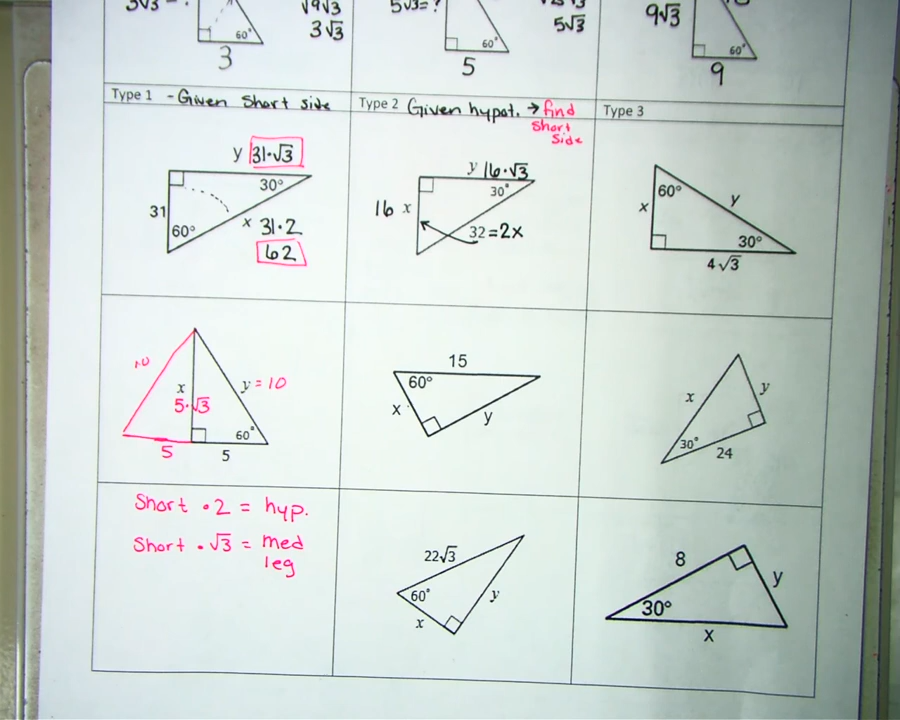 3√3 = ?
√9√3
3√3
60°
3
5√3 = ?
5√3
60°
5
9√3
60°
9
Type 1 - Given Short side
Type 2 Given hypot. → find
short
side
Type 3
y 31·√3
30°
31
60°
x 31·2
62
y 16·√3
30°
16 x
32 = 2x
60°
x
y
30°
4√3
10
x
5·√3
y = 10
60°
5
5
15
60°
x
y
x
y
30°
24
Short · 2 = hyp.
Short · √3 = med
leg
22√3
60°
x
y
8
y
30°
x